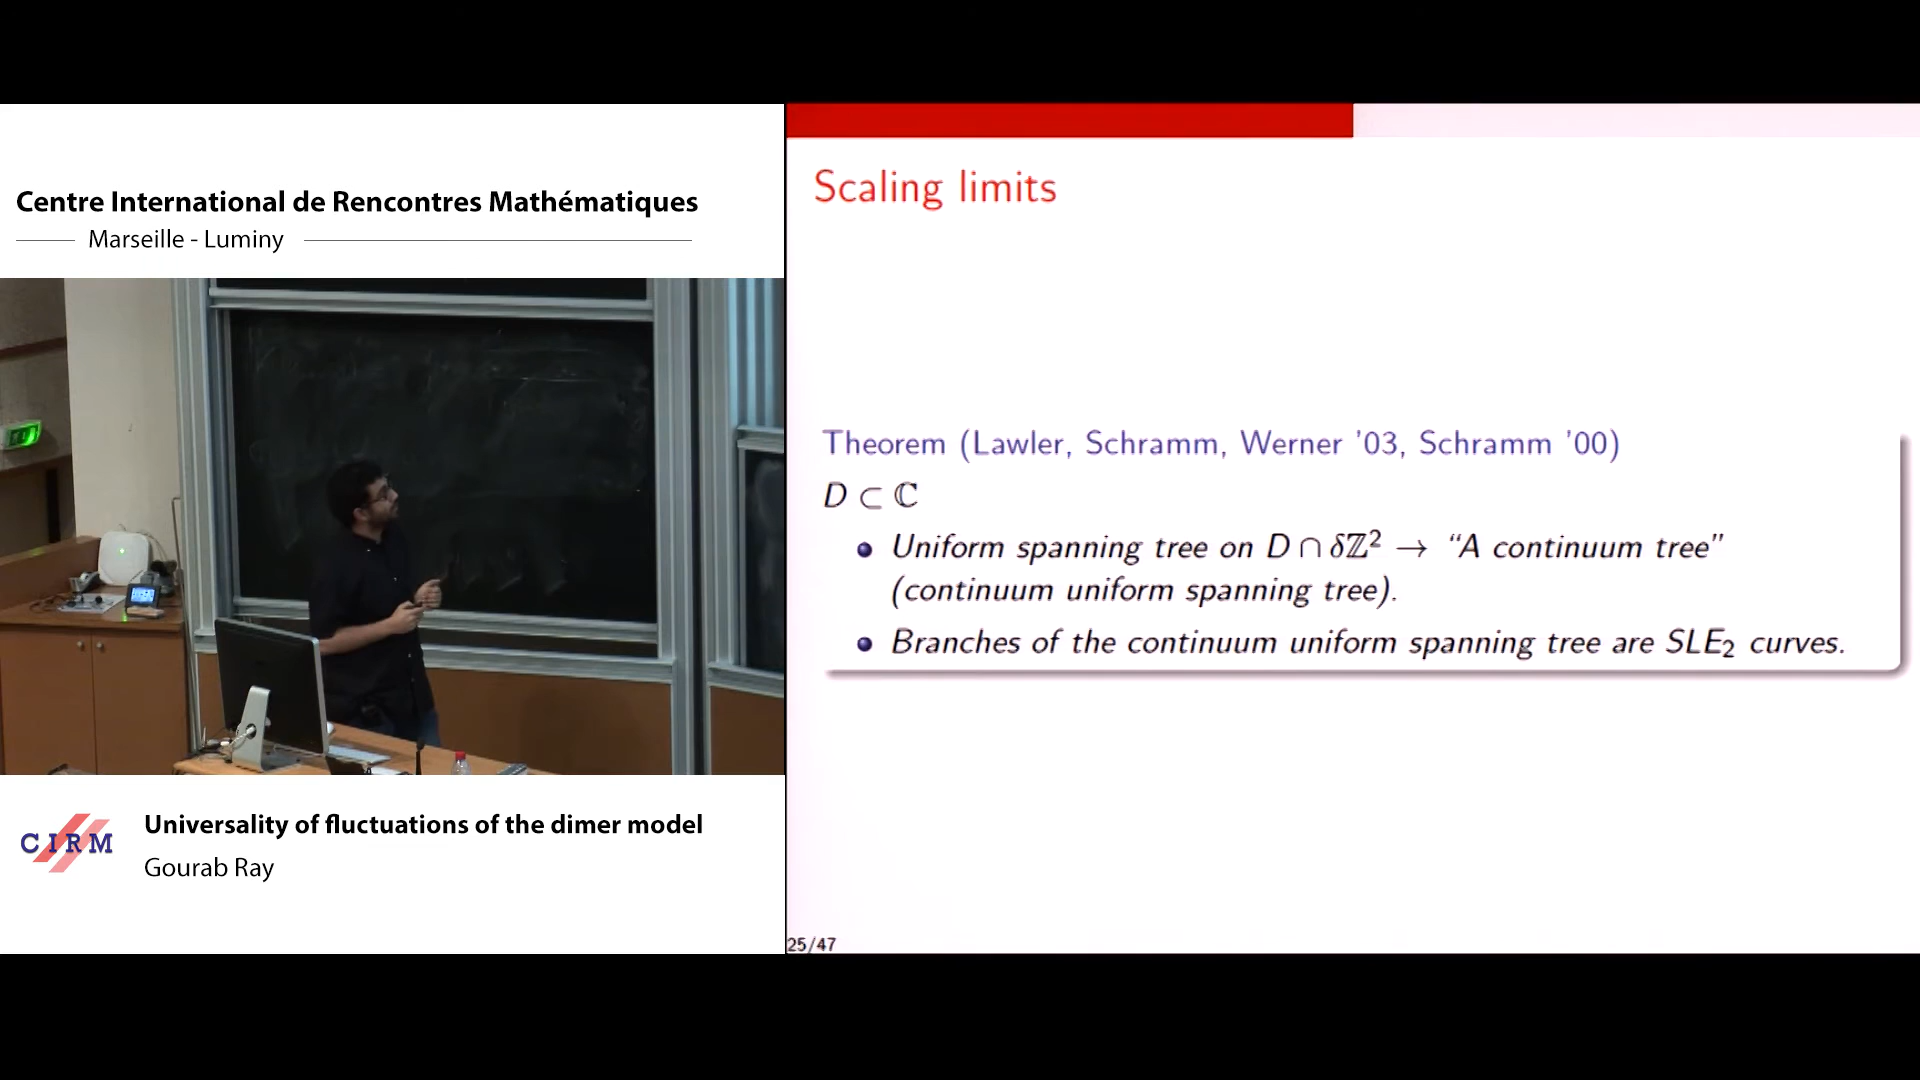 Centre International de Rencontres Mathématiques
Marseille - Luminy
CIRM
Universality of fluctuations of the dimer model
Gourab Ray
Scaling limits
Theorem (Lawler, Schramm, Werner '03, Schramm '00)
D ⊂ ℂ
Uniform spanning tree on D ∩ δℤ² → “A continuum tree”
(continuum uniform spanning tree).
Branches of the continuum uniform spanning tree are SLE₂ curves.
25/47